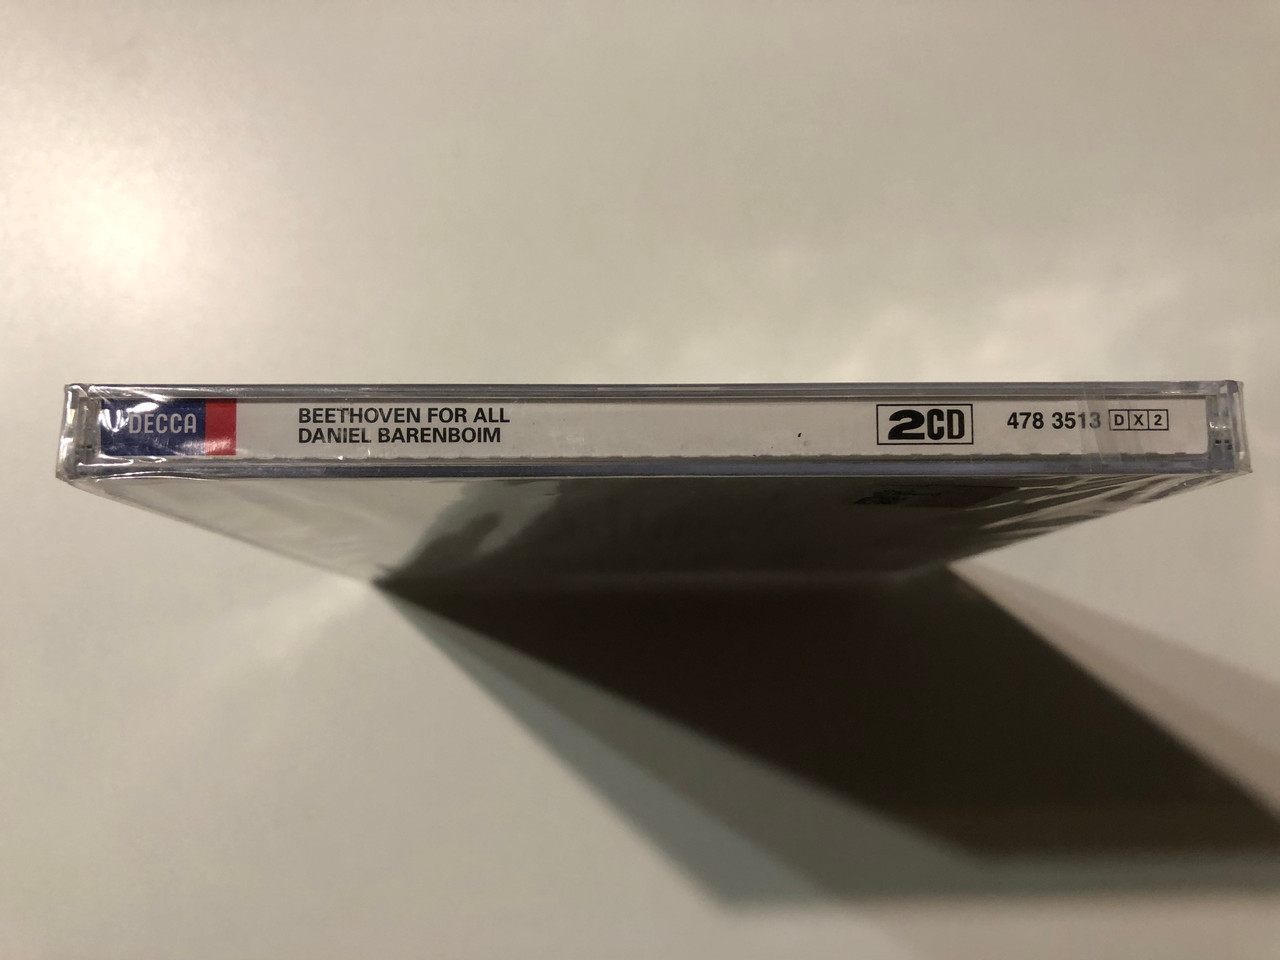 DECCA
BEETHOVEN FOR ALL
DANIEL BARENBOIM
2CD
478 3513 DX2